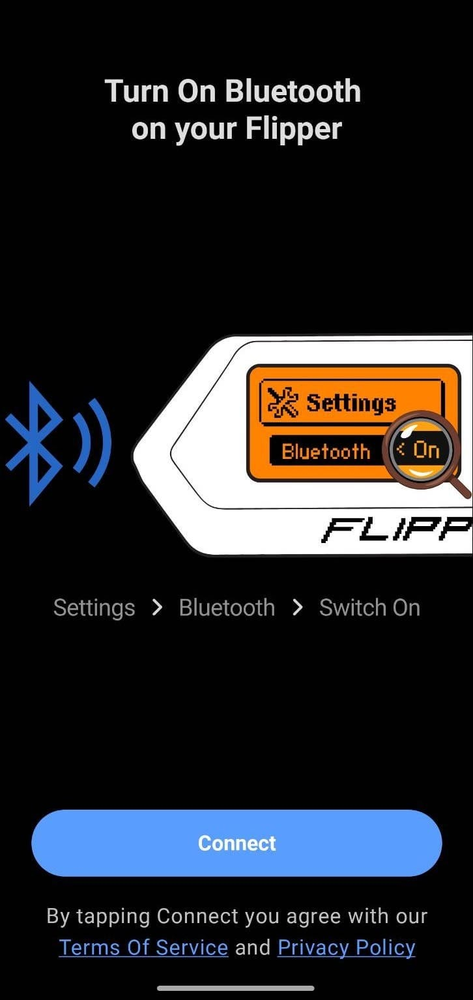 Turn On Bluetooth
on your Flipper
Settings
Bluetooth < On
FLIPP
Settings > Bluetooth > Switch On
Connect
By tapping Connect you agree with our
Terms Of Service and Privacy Policy